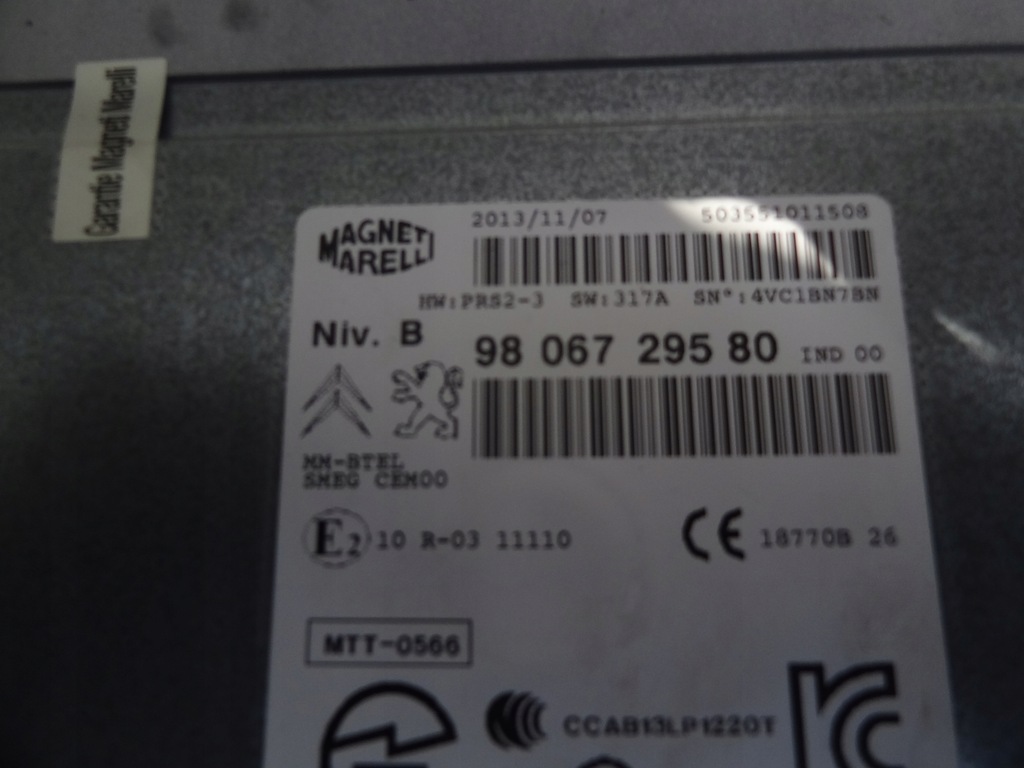 Garantie Magneti Marelli
MAGNETI
MARELLI
2013/11/07 503551011508
HW:PRS2-3 SW:317A SN°:4VC1BN7BN
Niv. B
98 067 295 80 IND 00
MM-BTEL
SMEG CEM00
E2 10 R-03 11110
CE 18770B 26
MTT-0566
CCAB13LP1220T